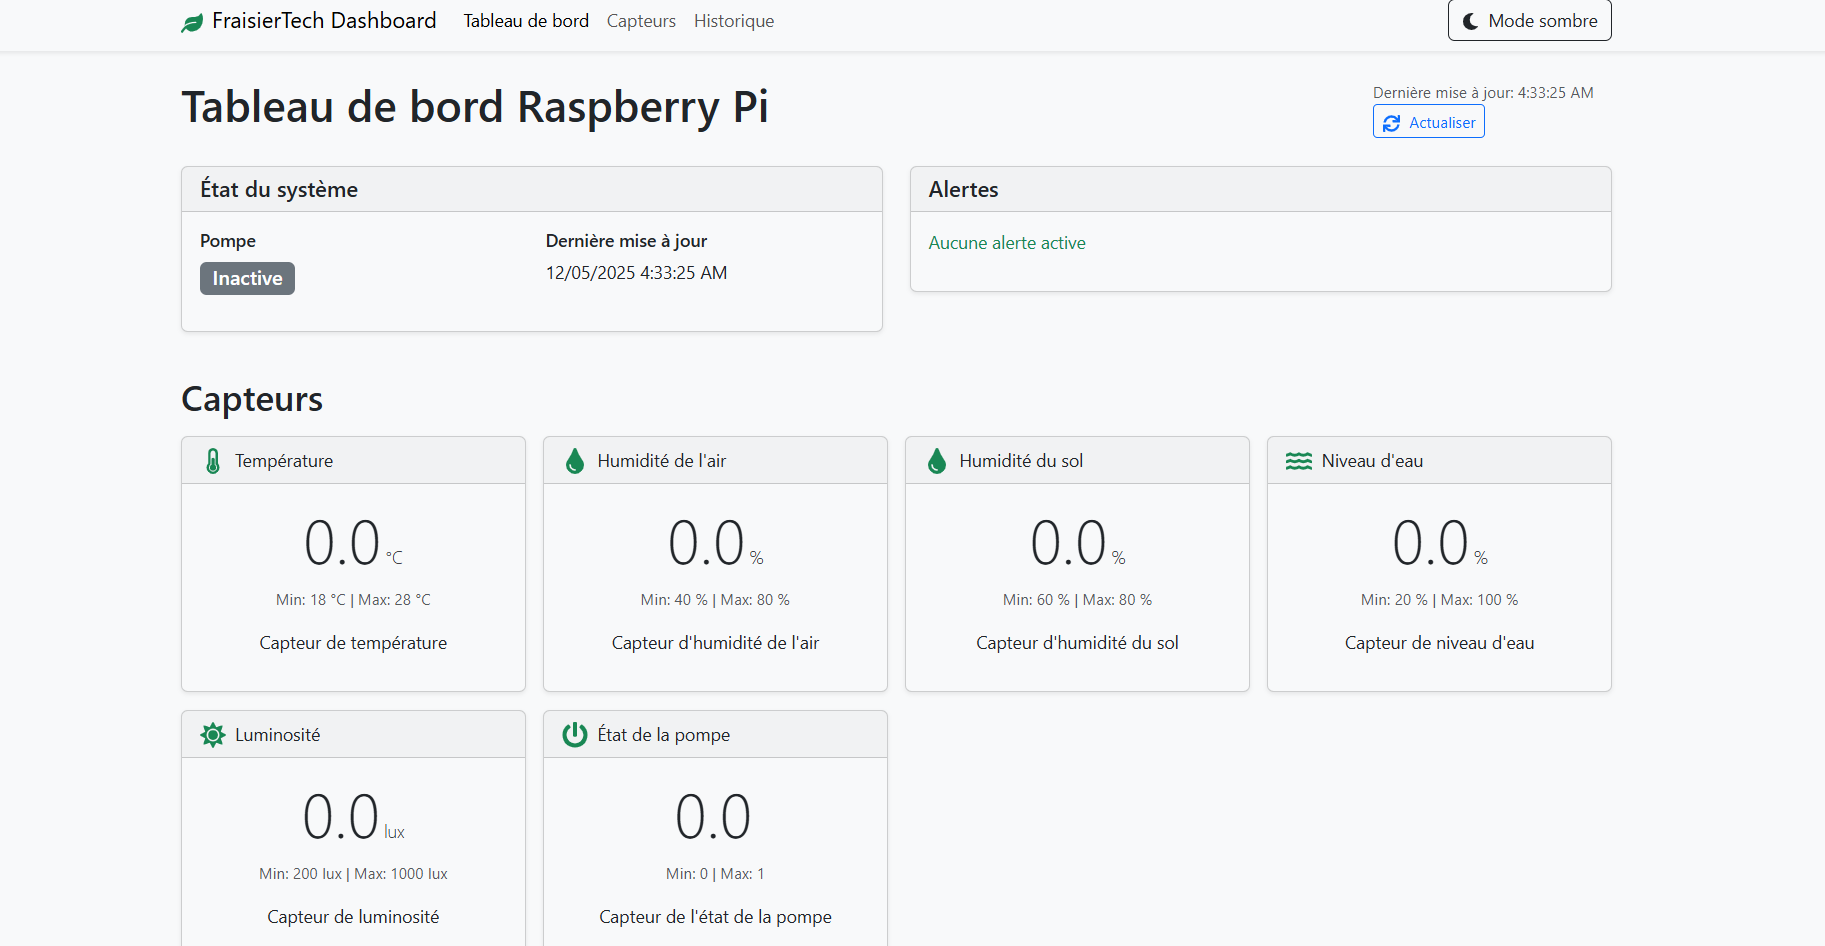 FraisierTech Dashboard Tableau de bord Capteurs Historique Mode sombre
Tableau de bord Raspberry Pi
Dernière mise à jour: 4:33:25 AM
Actualiser
État du système
Pompe
Inactive
Dernière mise à jour
12/05/2025 4:33:25 AM
Alertes
Aucune alerte active
Capteurs
Température
0.0 °C
Min: 18 °C | Max: 28 °C
Capteur de température
Humidité de l'air
0.0 %
Min: 40 % | Max: 80 %
Capteur d'humidité de l'air
Humidité du sol
0.0 %
Min: 60 % | Max: 80 %
Capteur d'humidité du sol
Niveau d'eau
0.0 %
Min: 20 % | Max: 100 %
Capteur de niveau d'eau
Luminosité
0.0 lux
Min: 200 lux | Max: 1000 lux
Capteur de luminosité
État de la pompe
0.0
Min: 0 | Max: 1
Capteur de l'état de la pompe